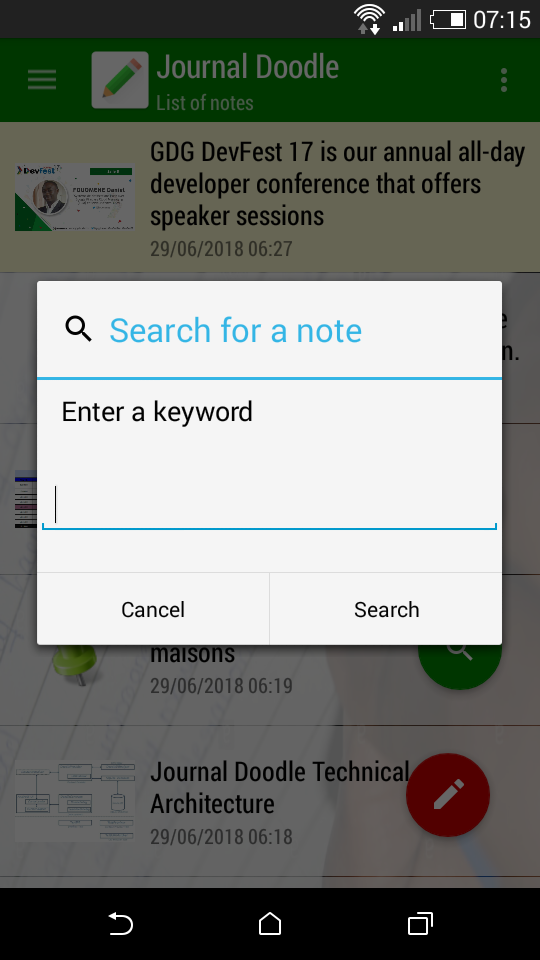 07:15
Journal Doodle
List of notes
DevFest
FOUOMENE Daniel
GDG DevFest 17 is our annual all-day
developer conference that offers
speaker sessions
29/06/2018 06:27
e
n.
Search for a note
Enter a keyword
Cancel
Search
maisons
29/06/2018 06:19
Journal Doodle Technical
Architecture
29/06/2018 06:18